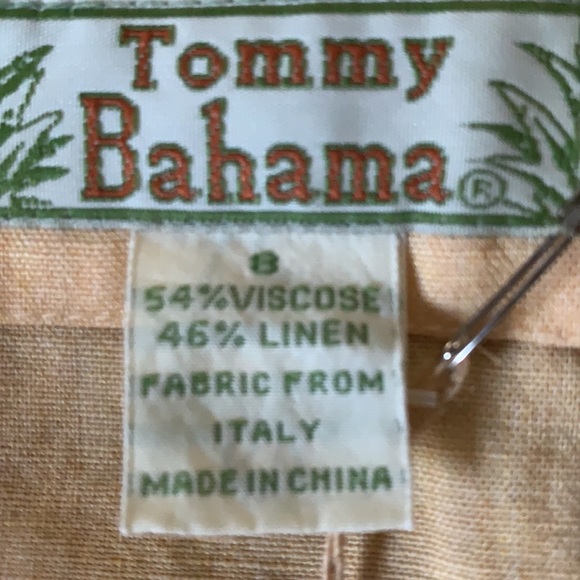 Tommy
Bahama®
8
54%VISCOSE
46% LINEN
FABRIC FROM
ITALY
MADE IN CHINA